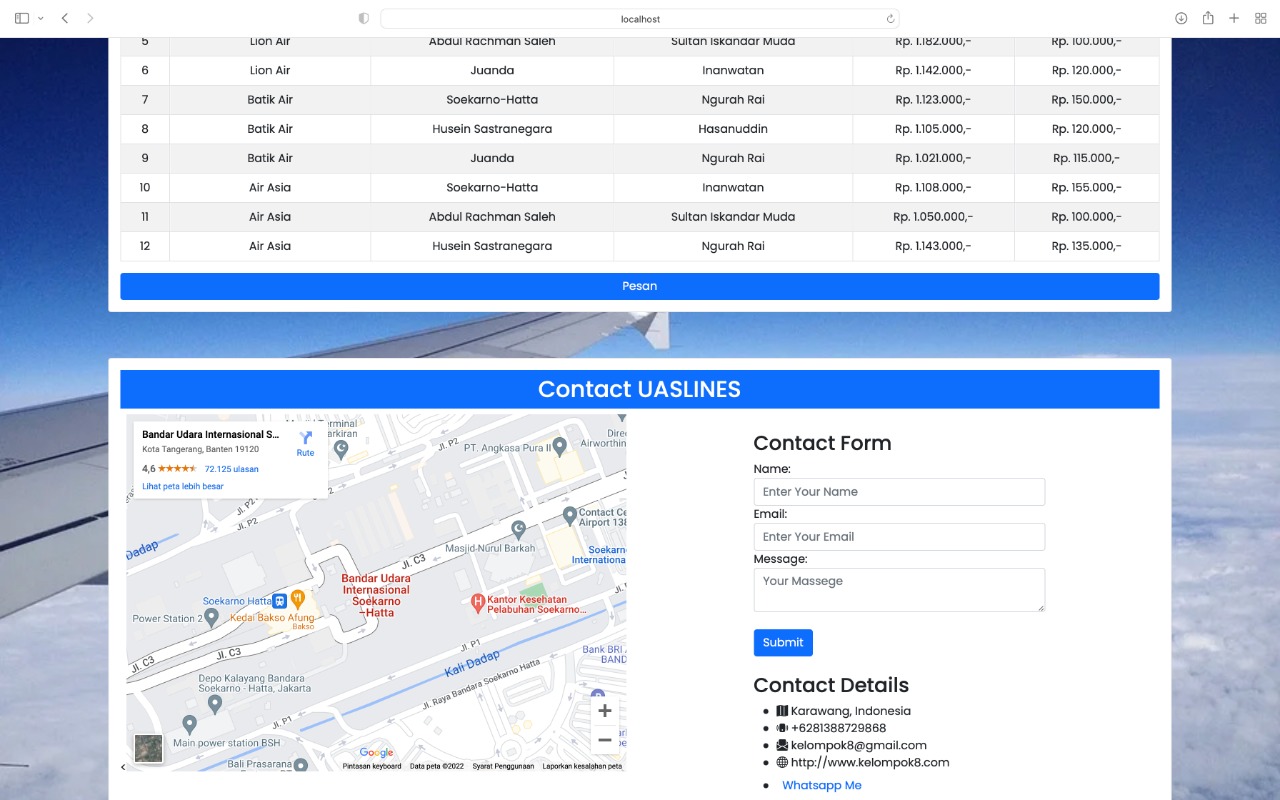 localhost
5 Lion Air Abdul Rachman Saleh Sultan Iskandar Muda Rp. 1.182.000,- Rp. 100.000,-
6 Lion Air Juanda Inanwatan Rp. 1.142.000,- Rp. 120.000,-
7 Batik Air Soekarno-Hatta Ngurah Rai Rp. 1.123.000,- Rp. 150.000,-
8 Batik Air Husein Sastranegara Hasanuddin Rp. 1.105.000,- Rp. 120.000,-
9 Batik Air Juanda Ngurah Rai Rp. 1.021.000,- Rp. 115.000,-
10 Air Asia Soekarno-Hatta Inanwatan Rp. 1.108.000,- Rp. 155.000,-
11 Air Asia Abdul Rachman Saleh Sultan Iskandar Muda Rp. 1.050.000,- Rp. 100.000,-
12 Air Asia Husein Sastranegara Ngurah Rai Rp. 1.143.000,- Rp. 135.000,-
Pesan
Contact UASLINES
Bandar Udara Internasional S...
Kota Tangerang, Banten 19120
4,6 72.125 ulasan
Lihat peta lebih besar
Rute
Terminal
arkiran
Jl. P2
PT. Angkasa Pura II
Direc
Airworthin
Jl. P2
Jl. P2
Contact Ce
Airport 138
Dadap
Masjid Nurul Barkah
Soekarn
Internationa
Jl. C3
Bandar Udara
Internasional
Soekarno
-Hatta
Soekarno Hatta
Kedai Bakso Afung
Bakso
Power Station 2
Kantor Kesehatan
Pelabuhan Soekarno...
Jl. C3
Jl. C3
Jl. P1
Kali Dadap
Bank BRI
BAND
Depo Kalayang Bandara
Soekarno - Hatta, Jakarta
Jl. Raya Bandara Soekarno Hatta
Jl. P1
Main power station BSH
Bali Prasarana
+
−
Google
Pintasan keyboard Data peta ©2022 Syarat Penggunaan Laporkan kesalahan peta
<
Contact Form
Name:
Enter Your Name
Email:
Enter Your Email
Message:
Your Massege
Submit
Contact Details
Karawang, Indonesia
+6281388729868
kelompok8@gmail.com
http://www.kelompok8.com
Whatsapp Me